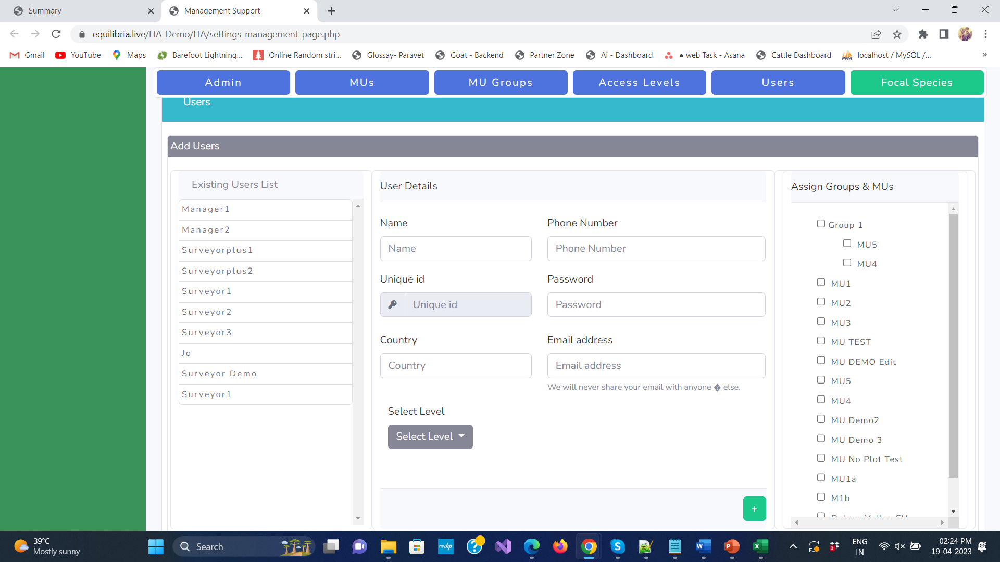 Summary
Management Support
equilibria.live/FIA_Demo/FIA/settings_management_page.php
Gmail
YouTube
Maps
Barefoot Lightning...
Online Random stri...
Glossay- Paravet
Goat - Backend
Partner Zone
Ai - Dashboard
● web Task - Asana
Cattle Dashboard
localhost / MySQL /...
»
Admin
MUs
MU Groups
Access Levels
Users
Focal Species
Users
Add Users
Existing Users List
Manager1
Manager2
Surveyorplus1
Surveyorplus2
Surveyor1
Surveyor2
Surveyor3
Jo
Surveyor Demo
Surveyor1
User Details
Name
Phone Number
Name
Phone Number
Unique id
Password
Unique id
Password
Country
Email address
Country
Email address
We will never share your email with anyone � else.
Select Level
Select Level
+
Assign Groups & MUs
Group 1
MU5
MU4
MU1
MU2
MU3
MU TEST
MU DEMO Edit
MU5
MU4
MU Demo2
MU Demo 3
MU No Plot Test
MU1a
M1b
39°C
Mostly sunny
Search
myhp
ENG
IN
02:24 PM
19-04-2023